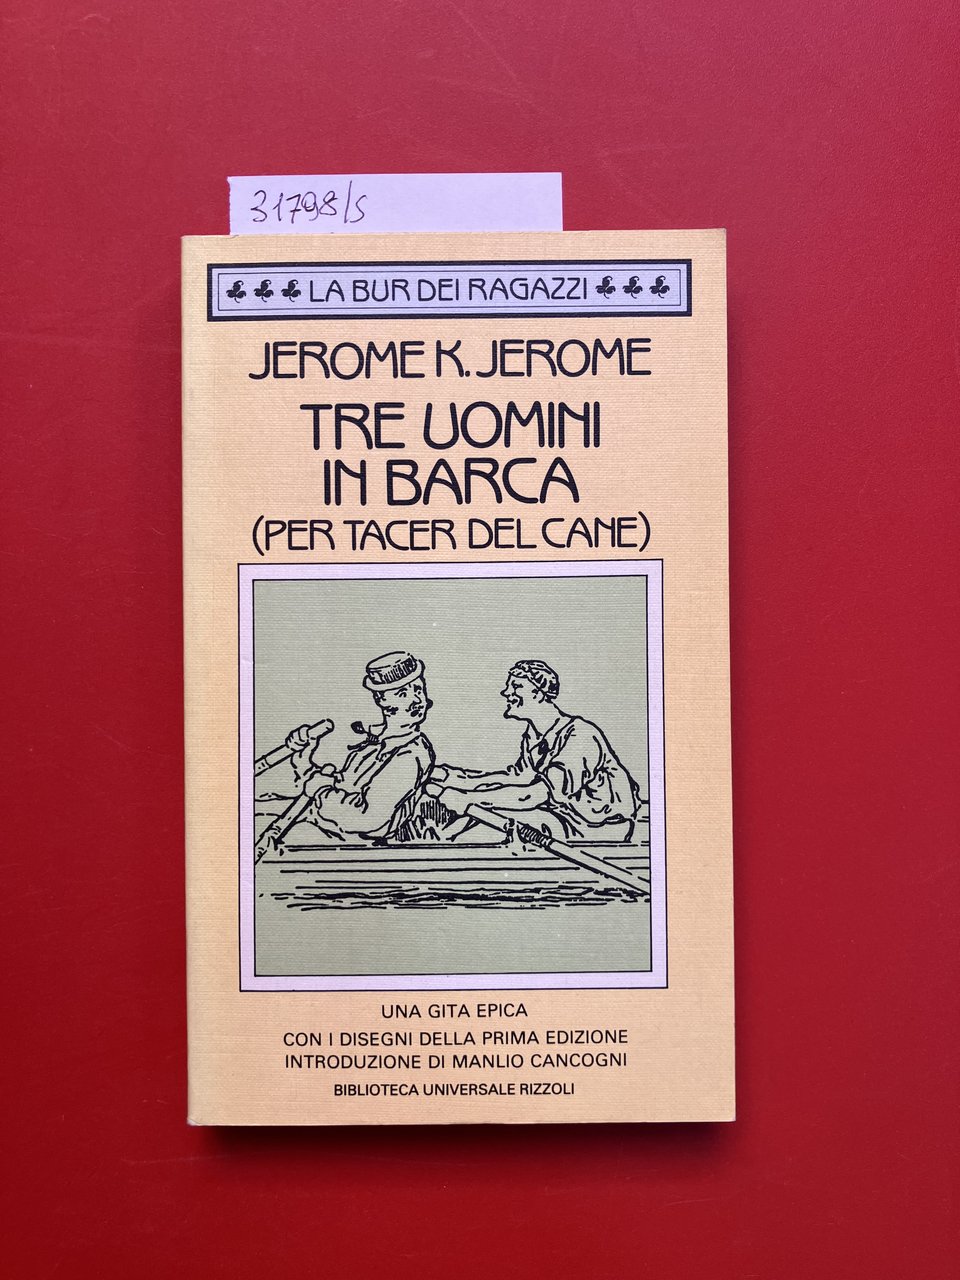 31798/s
LA BUR DEI RAGAZZI
JEROME K. JEROME
TRE UOMINI
IN BARCA
(PER TACER DEL CANE)
UNA GITA EPICA
CON I DISEGNI DELLA PRIMA EDIZIONE
INTRODUZIONE DI MANLIO CANCOGNI
BIBLIOTECA UNIVERSALE RIZZOLI